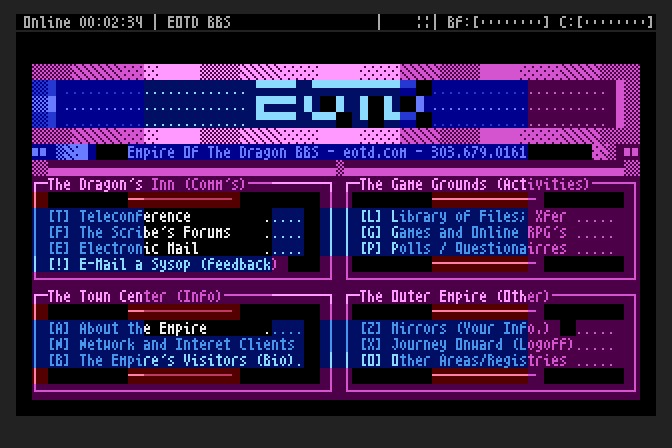 Online 00:02:34 | EOTD BBS | ¦¦| Bf:[········] C:[········]
EOTD
Empire Of The Dragon BBS - eotd.com - 303.679.0161
The Dragon's Inn (Comm's)
[T] Teleconference .....
[F] The Scribe's Forums .....
[E] Electronic Mail .....
[!] E-Mail a Sysop (Feedback)
The Game Grounds (Activities)
[L] Library of Files; Xfer .....
[G] Games and Online RPG's .....
[P] Polls / Questionairres .....
The Town Center (Info)
[A] About the Empire .....
[N] Network and Interet Clients
[B] The Empire's Visitors (Bio).
The Outer Empire (Other)
[Z] Mirrors (Your Info.) .....
[X] Journey Onward (Logoff).....
[O] Other Areas/Registries .....